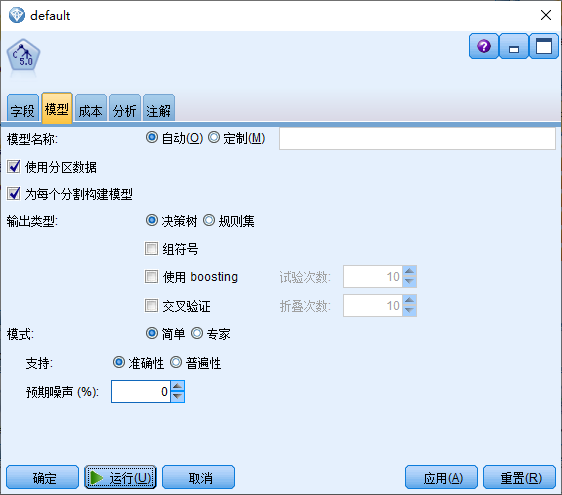 default
C 5.0
字段 模型 成本 分析 注解
模型名称: 自动(O) 定制(M)
使用分区数据
为每个分割构建模型
输出类型: 决策树 规则集
组符号
使用 boosting 试验次数: 10
交叉验证 折叠次数: 10
模式: 简单 专家
支持: 准确性 普遍性
预期噪声 (%): 0
确定 运行(U) 取消 应用(A) 重置(R)